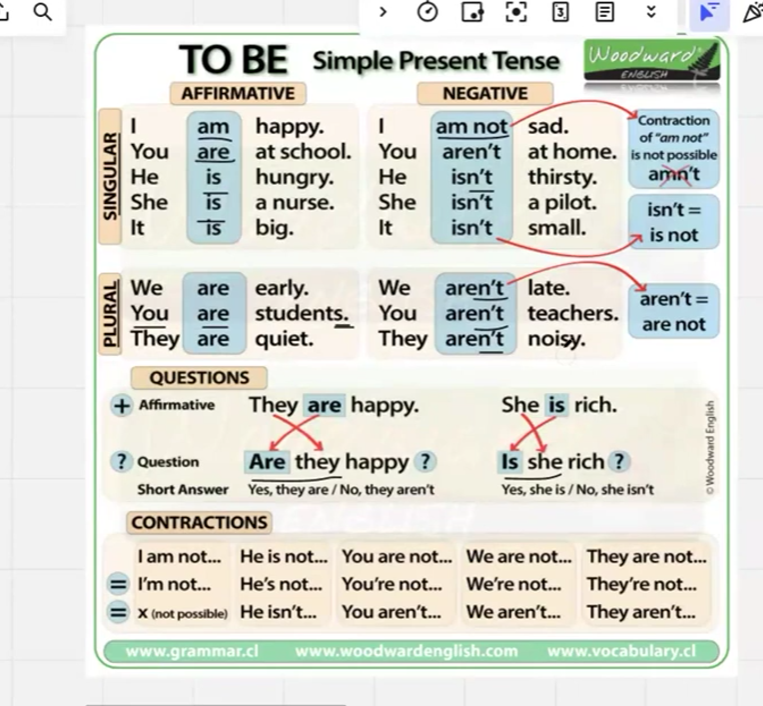 TO BE Simple Present Tense
Woodward®
ENGLISH
AFFIRMATIVE NEGATIVE
SINGULAR
I am happy. I am not sad.
You are at school. You aren't at home.
He is hungry. He isn't thirsty.
She is a nurse. She isn't a pilot.
It is big. It isn't small.
Contraction
of "am not"
is not possible
amn't
isn't =
is not
PLURAL
We are early. We aren't late.
You are students. You aren't teachers.
They are quiet. They aren't noisy.
aren't =
are not
QUESTIONS
+ Affirmative They are happy. She is rich.
? Question Are they happy ? Is she rich ?
Short Answer Yes, they are / No, they aren't Yes, she is / No, she isn't
© Woodward English
CONTRACTIONS
I am not... He is not... You are not... We are not... They are not...
= I'm not... He's not... You're not... We're not... They're not...
= x (not possible) He isn't... You aren't... We aren't... They aren't...
www.grammar.cl www.woodwardenglish.com www.vocabulary.cl